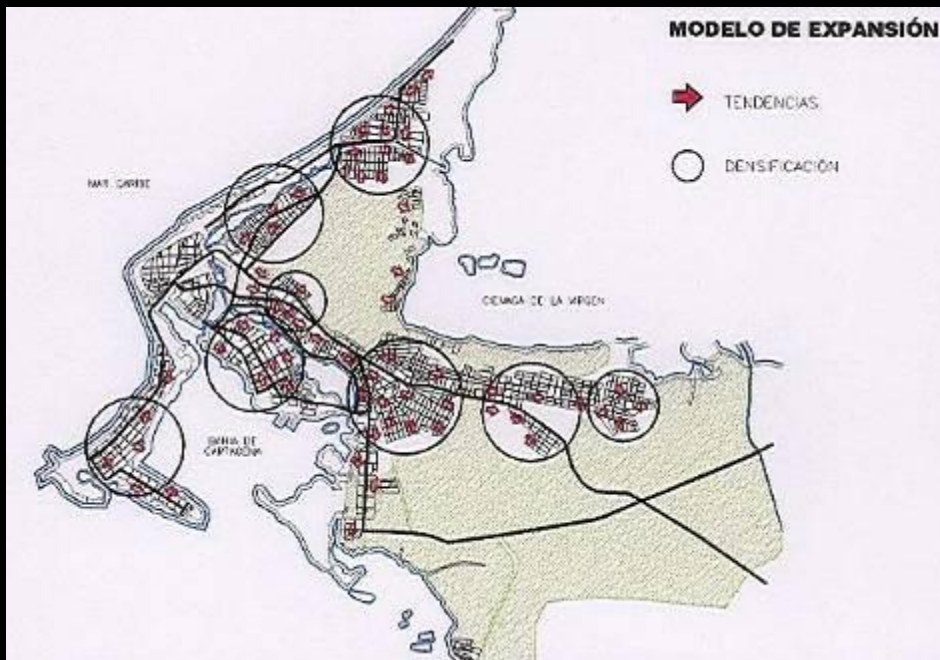 MODELO DE EXPANSIÓN
TENDENCIAS
DENSIFICACIÓN
MAR CARIBE
CIENAGA DE LA VIRGEN
BAHIA DE
CARTAGENA